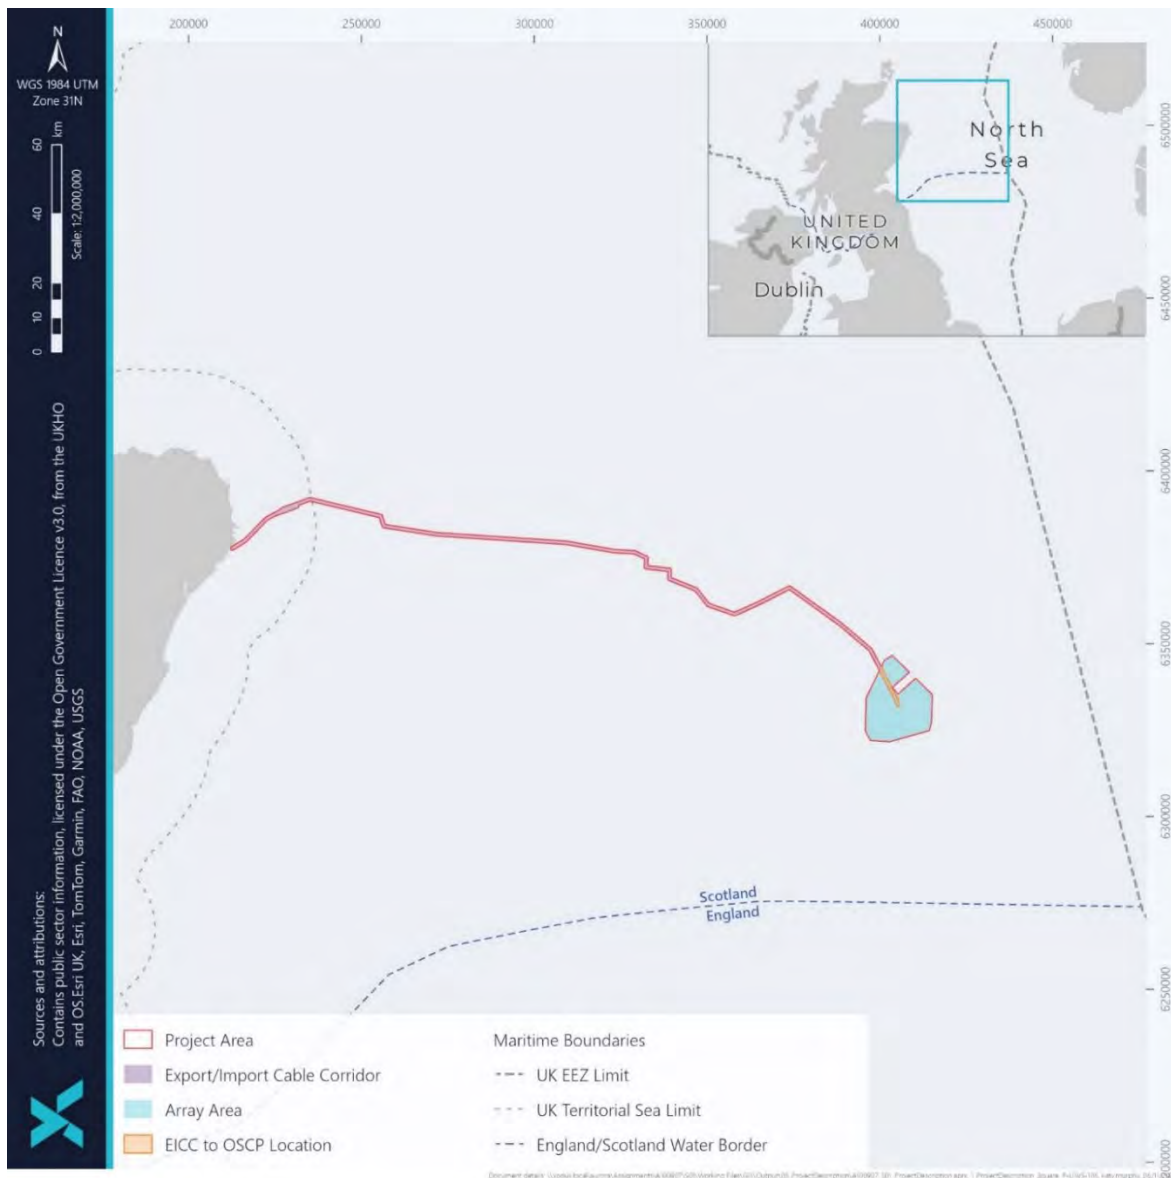 200000 250000 300000 350000 400000 450000
N
WGS 1984 UTM
Zone 31N
km
60
40
20
10
0
Scale: 1:2,000,000
North
Sea
UNITED
KINGDOM
Dublin
6500000
6450000
6400000
6350000
6300000
6250000
6200000
Scotland
England
Sources and attributions:
Contains public sector information, licensed under the Open Government Licence v3.0, from the UKHO
and OS.Esri UK, Esri, TomTom, Garmin, FAO, NOAA, USGS
Project Area
Export/Import Cable Corridor
Array Area
EICC to OSCP Location
Maritime Boundaries
UK EEZ Limit
UK Territorial Sea Limit
England/Scotland Water Border
Document details: